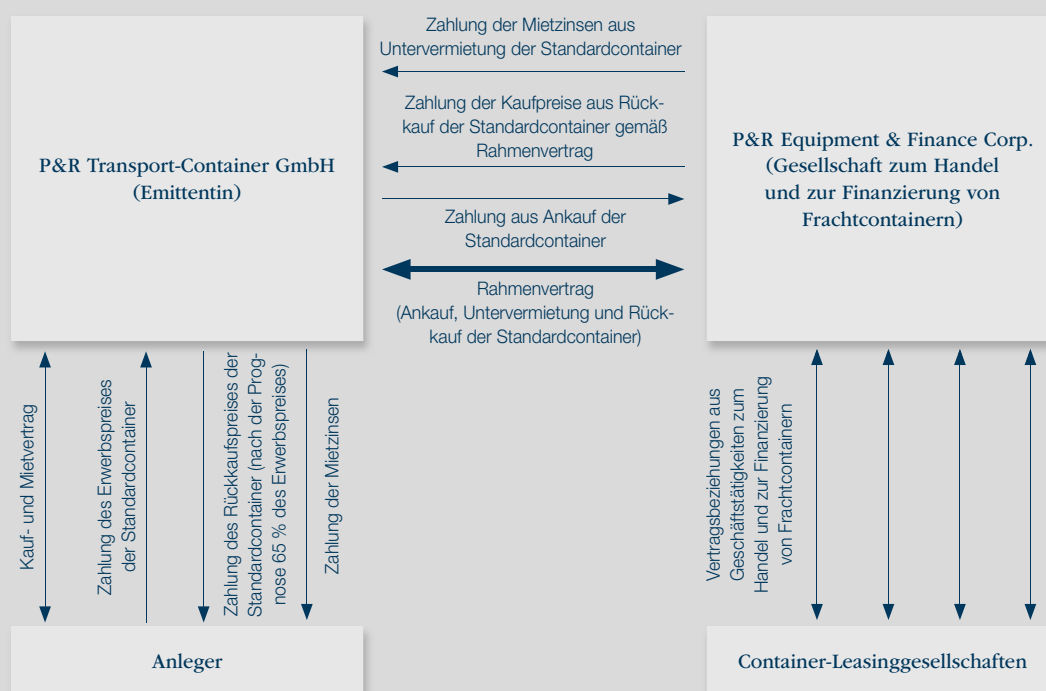 Zahlung der Mietzinsen aus
Untervermietung der Standardcontainer
Zahlung der Kaufpreise aus Rück-
kauf der Standardcontainer gemäß
Rahmenvertrag
P&R Transport-Container GmbH
(Emittentin)
P&R Equipment & Finance Corp.
(Gesellschaft zum Handel
und zur Finanzierung von
Frachtcontainern)
Zahlung aus Ankauf der
Standardcontainer
Rahmenvertrag
(Ankauf, Untervermietung und Rück-
kauf der Standardcontainer)
Kauf- und Mietvertrag
Zahlung des Erwerbspreises
der Standardcontainer
Zahlung des Rückkaufspreises der
Standardcontainer (nach der Prog-
nose 65 % des Erwerbspreises)
Zahlung der Mietzinsen
Vertragsbeziehungen aus
Geschäftstätigkeiten zum
Handel und zur Finanzierung
von Frachtcontainern
Anleger
Container-Leasinggesellschaften